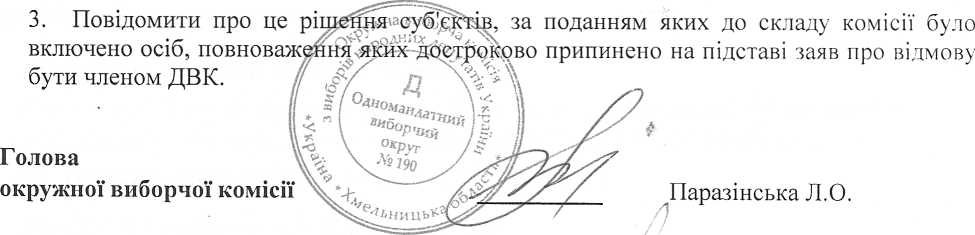 3. Повідомити про це рішення суб'єктів, за поданням яких до складу комісії було
включено осіб, повноваження яких достроково припинено на підставі заяв про відмову
бути членом ДВК.
Окружна виборча комісія
з виборів народних депутатів України
Д
Одномандатний
виборчий
округ
№ 190
*Україна * Хмельницька область*
Голова
окружної виборчої комісії
Паразінська Л.О.